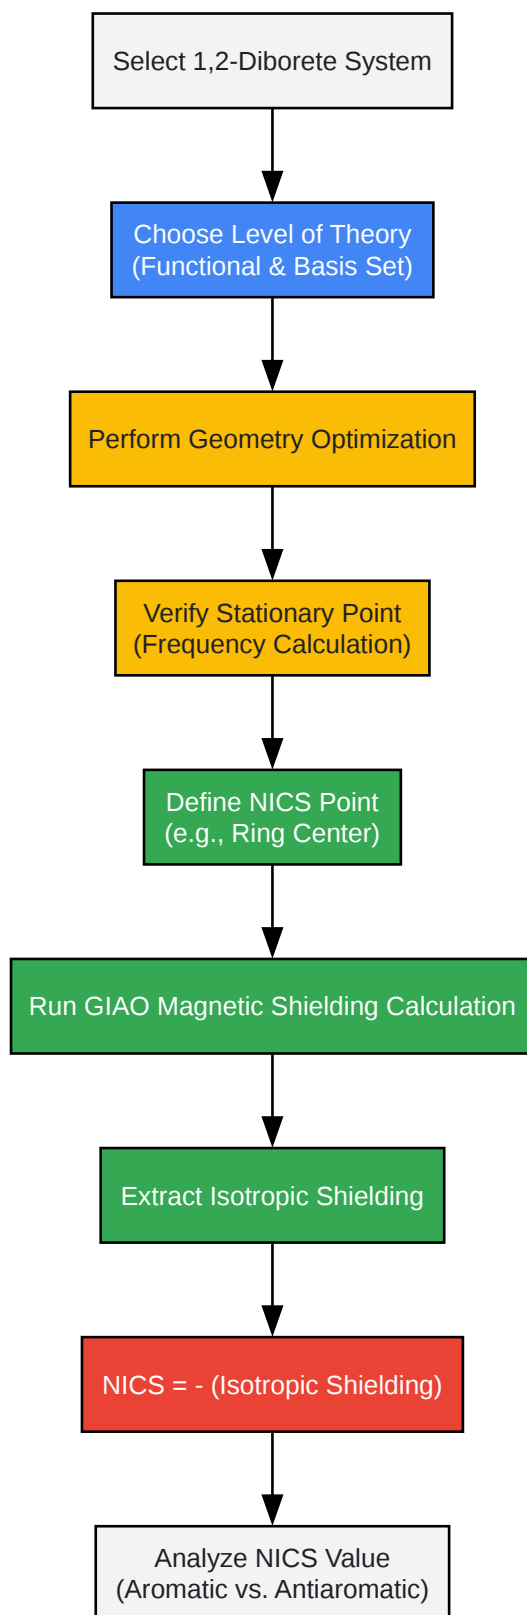 Select 1,2-Diborete System
Choose Level of Theory
(Functional & Basis Set)
Perform Geometry Optimization
Verify Stationary Point
(Frequency Calculation)
Define NICS Point
(e.g., Ring Center)
Run GIAO Magnetic Shielding Calculation
Extract Isotropic Shielding
NICS = - (Isotropic Shielding)
Analyze NICS Value
(Aromatic vs. Antiaromatic)